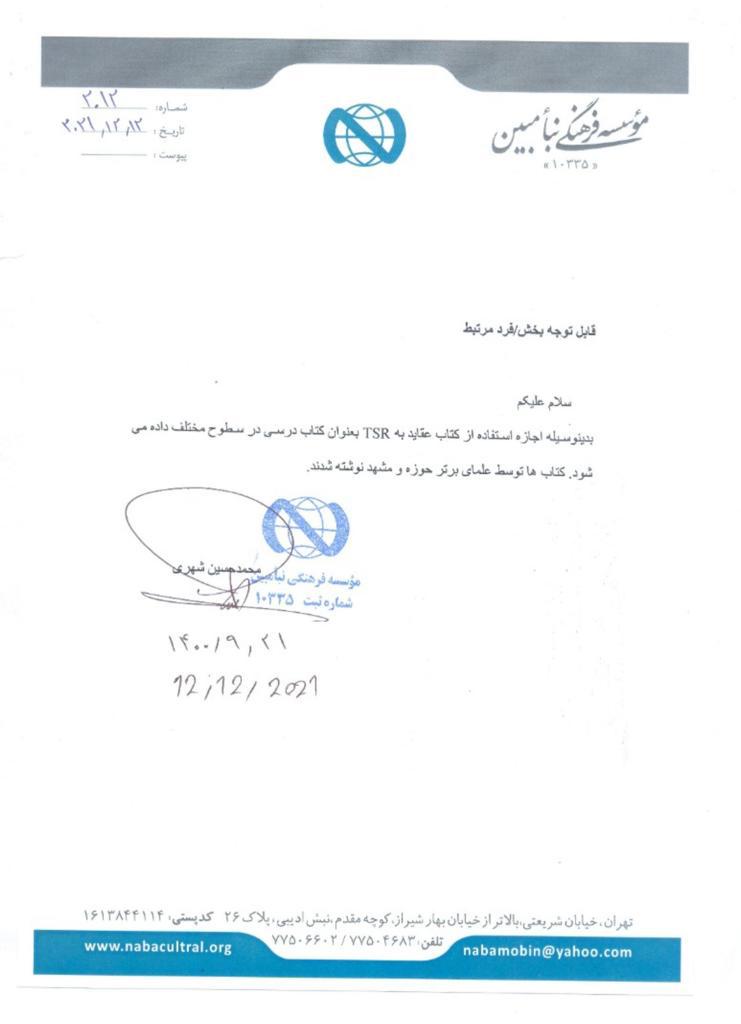 شماره: ۲۰۱۲
تاریخ: ۲۰۲۱,۱۲,۱۲
پیوست:
مؤسسه فرهنگی نبأ مبین
«۱۰۳۳۵»
قابل توجه بخش/فرد مرتبط
سلام علیکم
بدینوسیله اجازه استفاده از کتاب عقاید به TSR بعنوان کتاب درسی در سطوح مختلف داده می
شود. کتاب ها توسط علمای برتر حوزه و مشهد نوشته شدند.
محمدحسین شهری
مؤسسه فرهنگی نبأمبین
شماره ثبت ۱۰۳۳۵
۱۴۰۰/۹,۲۱
12/12/2021
تهران، خیابان شریعتی،بالاتر از خیابان بهار شیراز، کوچه مقدم،نبش ادیبی، پلاک ۲۶ کدپستی: ۱۶۱۳۸۴۴۱۱۴
تلفن: ۷۷۵۰۴۶۸۳ / ۷۷۵۰۶۶۰۲
www.nabacultral.org
nabamobin@yahoo.com